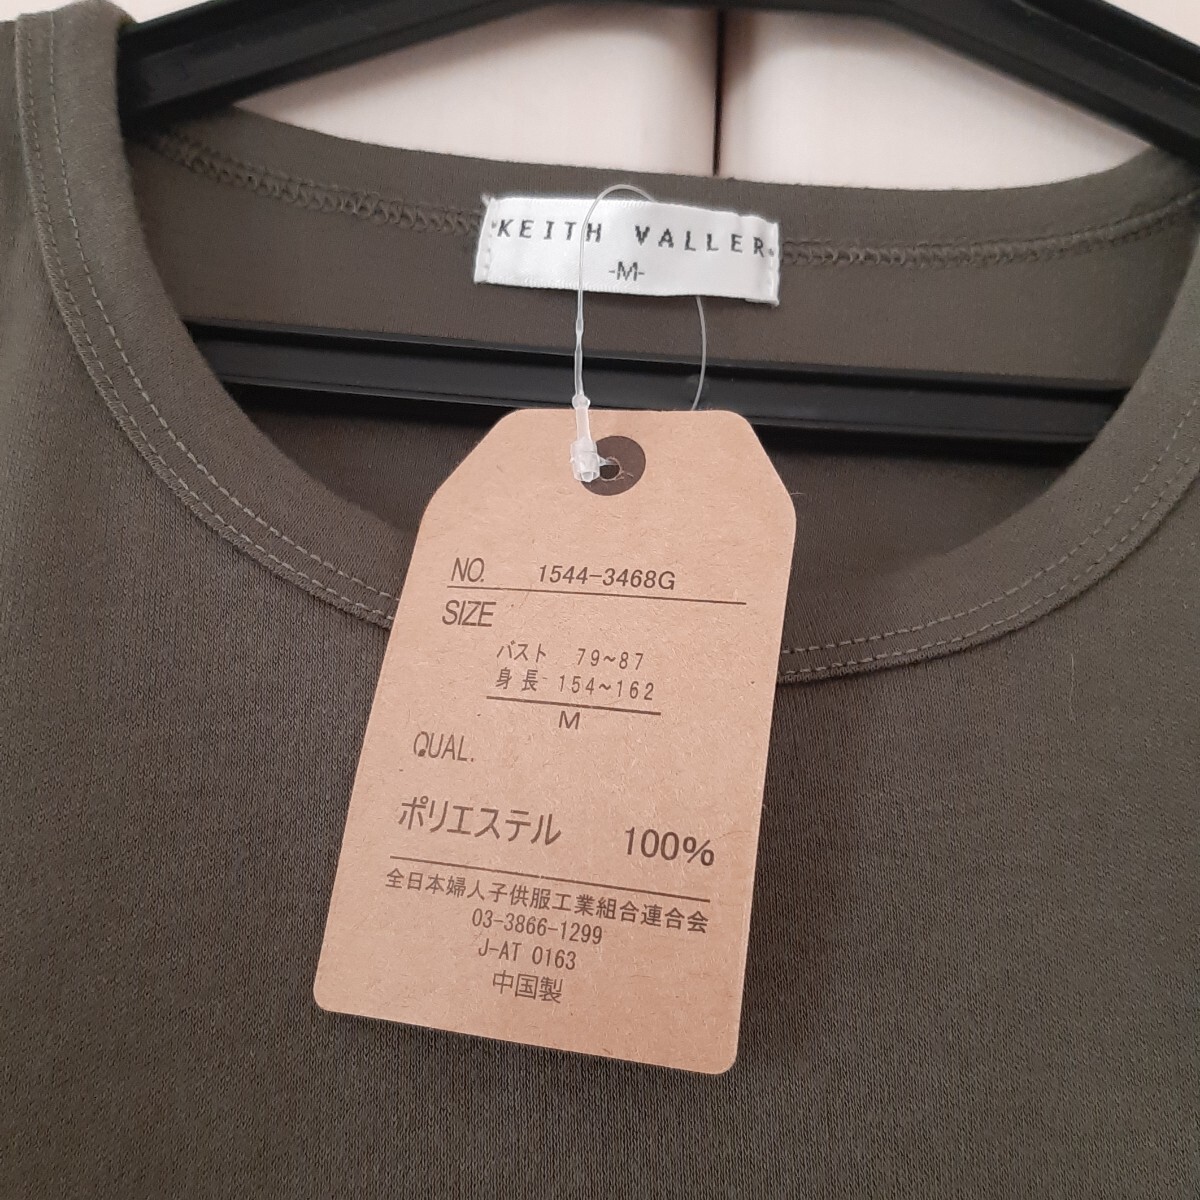 ·KEITH VALLER·
-M-
NO. 1544-3468G
SIZE
バスト 79~87
身長 154~162
M
QUAL.
ポリエステル 100%
全日本婦人子供服工業組合連合会
03-3866-1299
J-AT 0163
中国製